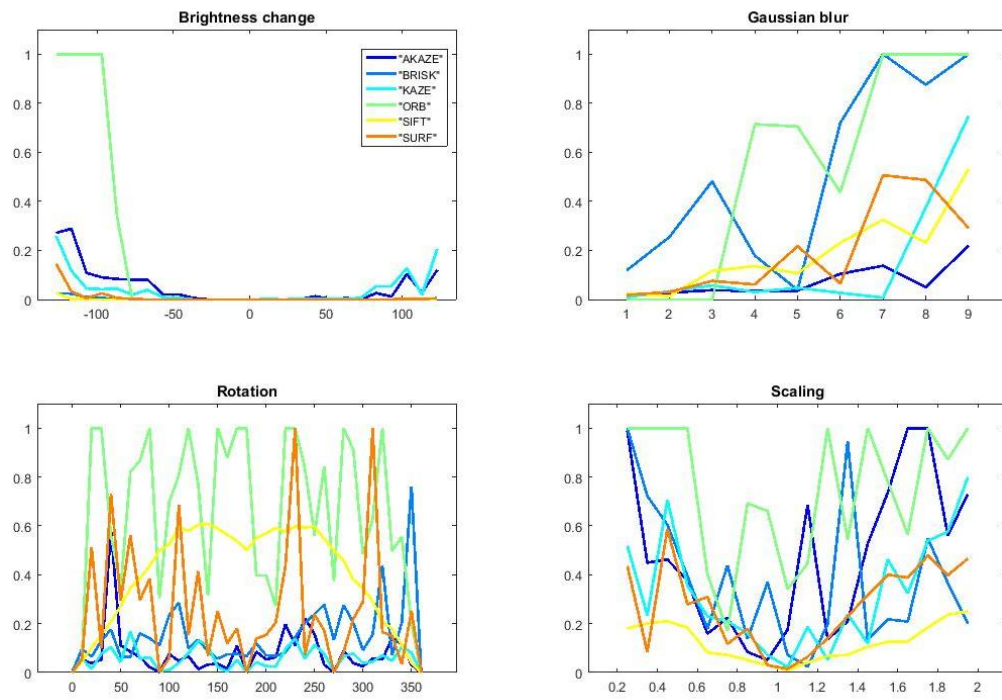 Brightness change
1
0.8
0.6
0.4
0.2
0
-100 -50 0 50 100
"AKAZE"
"BRISK"
"KAZE"
"ORB"
"SIFT"
"SURF"
Gaussian blur
1
0.8
0.6
0.4
0.2
0
1 2 3 4 5 6 7 8 9
Rotation
1
0.8
0.6
0.4
0.2
0
0 50 100 150 200 250 300 350
Scaling
1
0.8
0.6
0.4
0.2
0
0.2 0.4 0.6 0.8 1 1.2 1.4 1.6 1.8 2